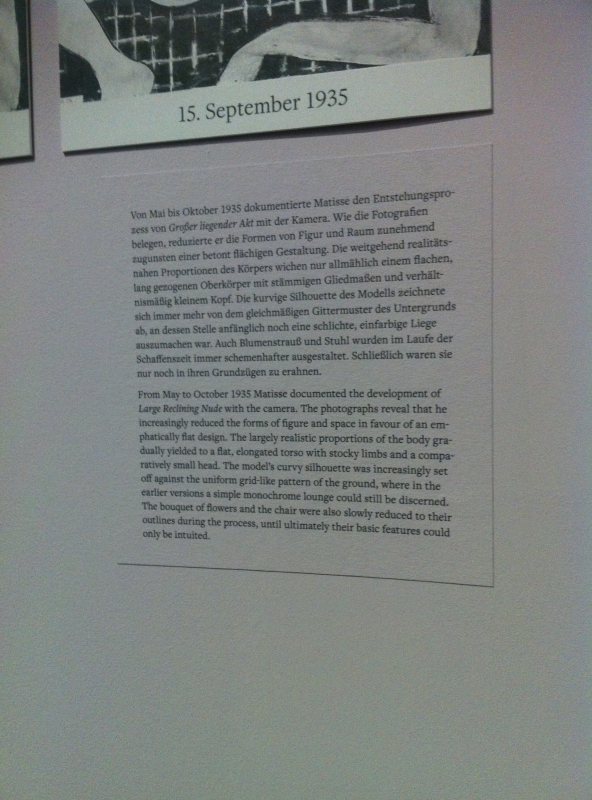 15. September 1935
Von Mai bis Oktober 1935 dokumentierte Matisse den Entstehungspro-
zess von Großer liegender Akt mit der Kamera. Wie die Fotografien
belegen, reduzierte er die Formen von Figur und Raum zunehmend
zugunsten einer betont flächigen Gestaltung. Die weitgehend realitäts-
nahen Proportionen des Körpers wichen nur allmählich einem flachen,
lang gezogenen Oberkörper mit stämmigen Gliedmaßen und verhält-
nismäßig kleinem Kopf. Die kurvige Silhouette des Modells zeichnete
sich immer mehr von dem gleichmäßigen Gittermuster des Untergrunds
ab, an dessen Stelle anfänglich noch eine schlichte, einfarbige Liege
auszumachen war. Auch Blumenstrauß und Stuhl wurden im Laufe der
Schaffenszeit immer schemenhafter ausgestaltet. Schließlich waren sie
nur noch in ihren Grundzügen zu erahnen.
From May to October 1935 Matisse documented the development of
Large Reclining Nude with the camera. The photographs reveal that he
increasingly reduced the forms of figure and space in favour of an em-
phatically flat design. The largely realistic proportions of the body gra-
dually yielded to a flat, elongated torso with stocky limbs and a compa-
ratively small head. The model's curvy silhouette was increasingly set
off against the uniform grid-like pattern of the ground, where in the
earlier versions a simple monochrome lounge could still be discerned.
The bouquet of flowers and the chair were also slowly reduced to their
outlines during the process, until ultimately their basic features could
only be intuited.